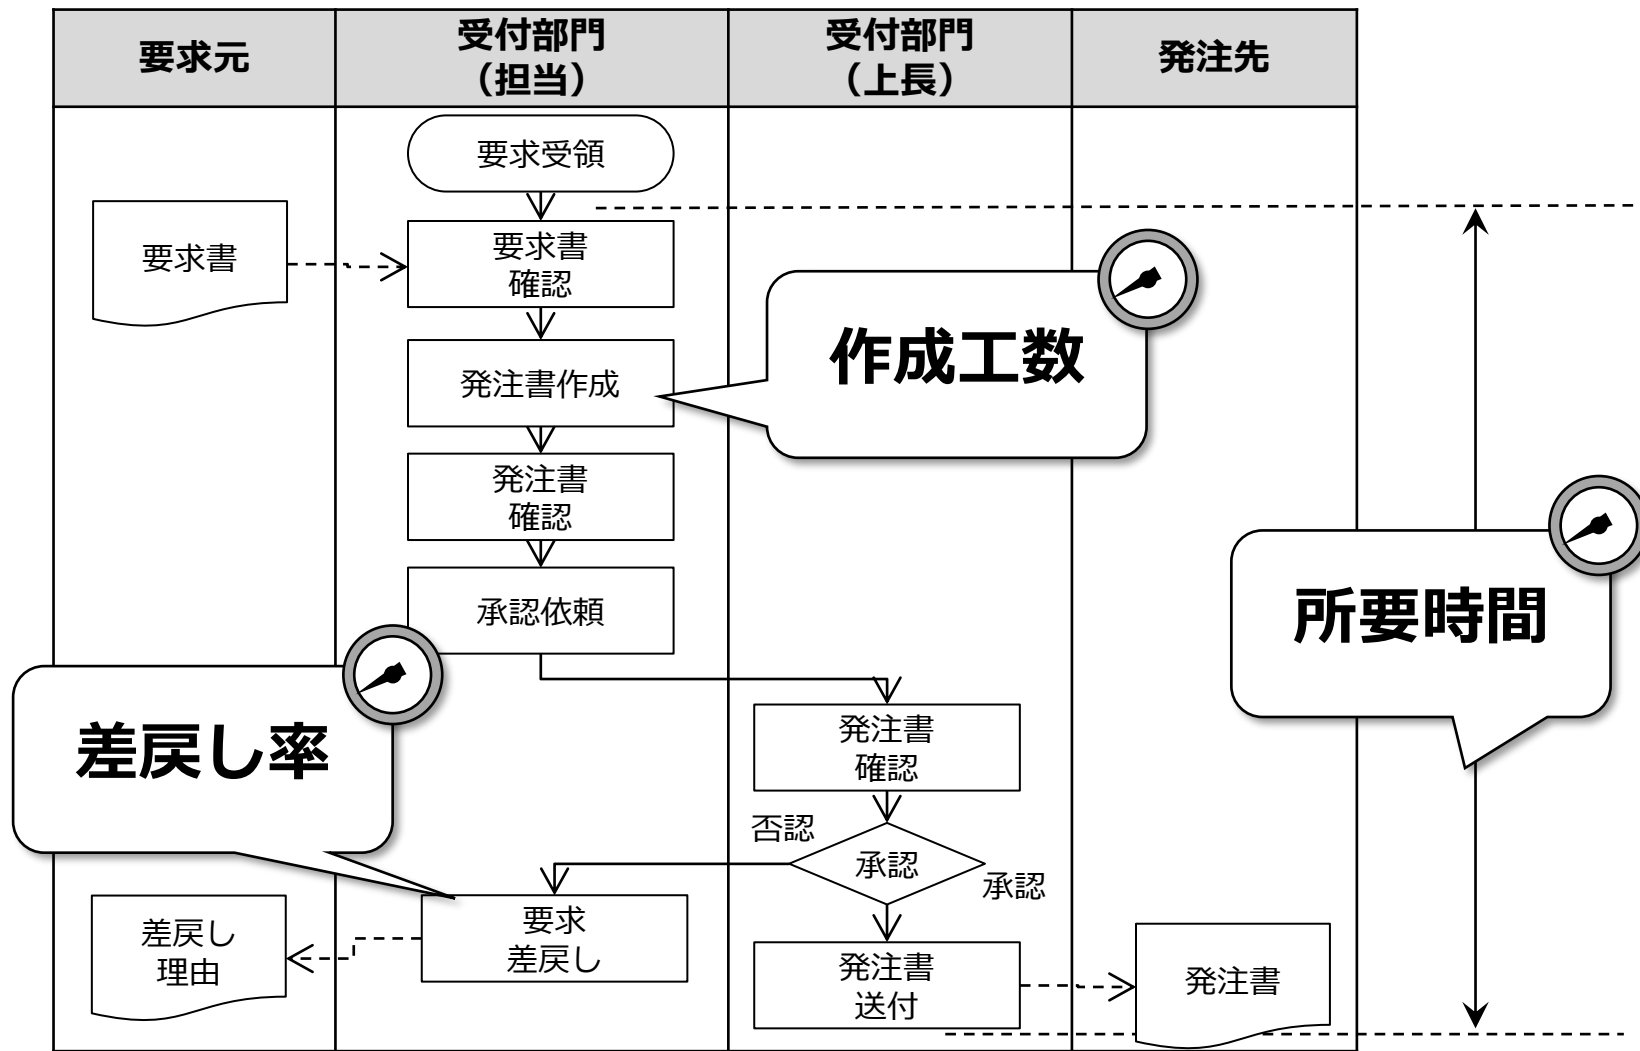 要求元
受付部門
（担当）
受付部門
（上長）
発注先
要求受領
要求書
要求書
確認
作成工数
発注書作成
発注書
確認
承認依頼
所要時間
差戻し率
発注書
確認
否認
承認
承認
要求
差戻し
差戻し
理由
発注書
送付
発注書